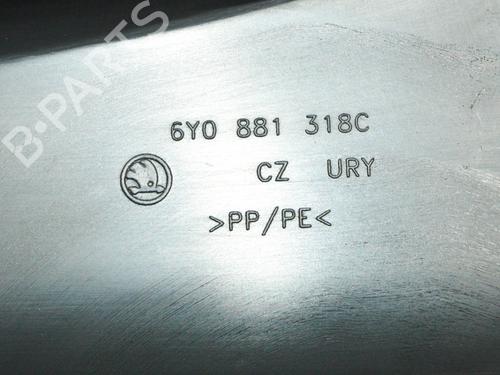 B-PARTS
6Y0 881 318C
CZ URY
>PP/PE<